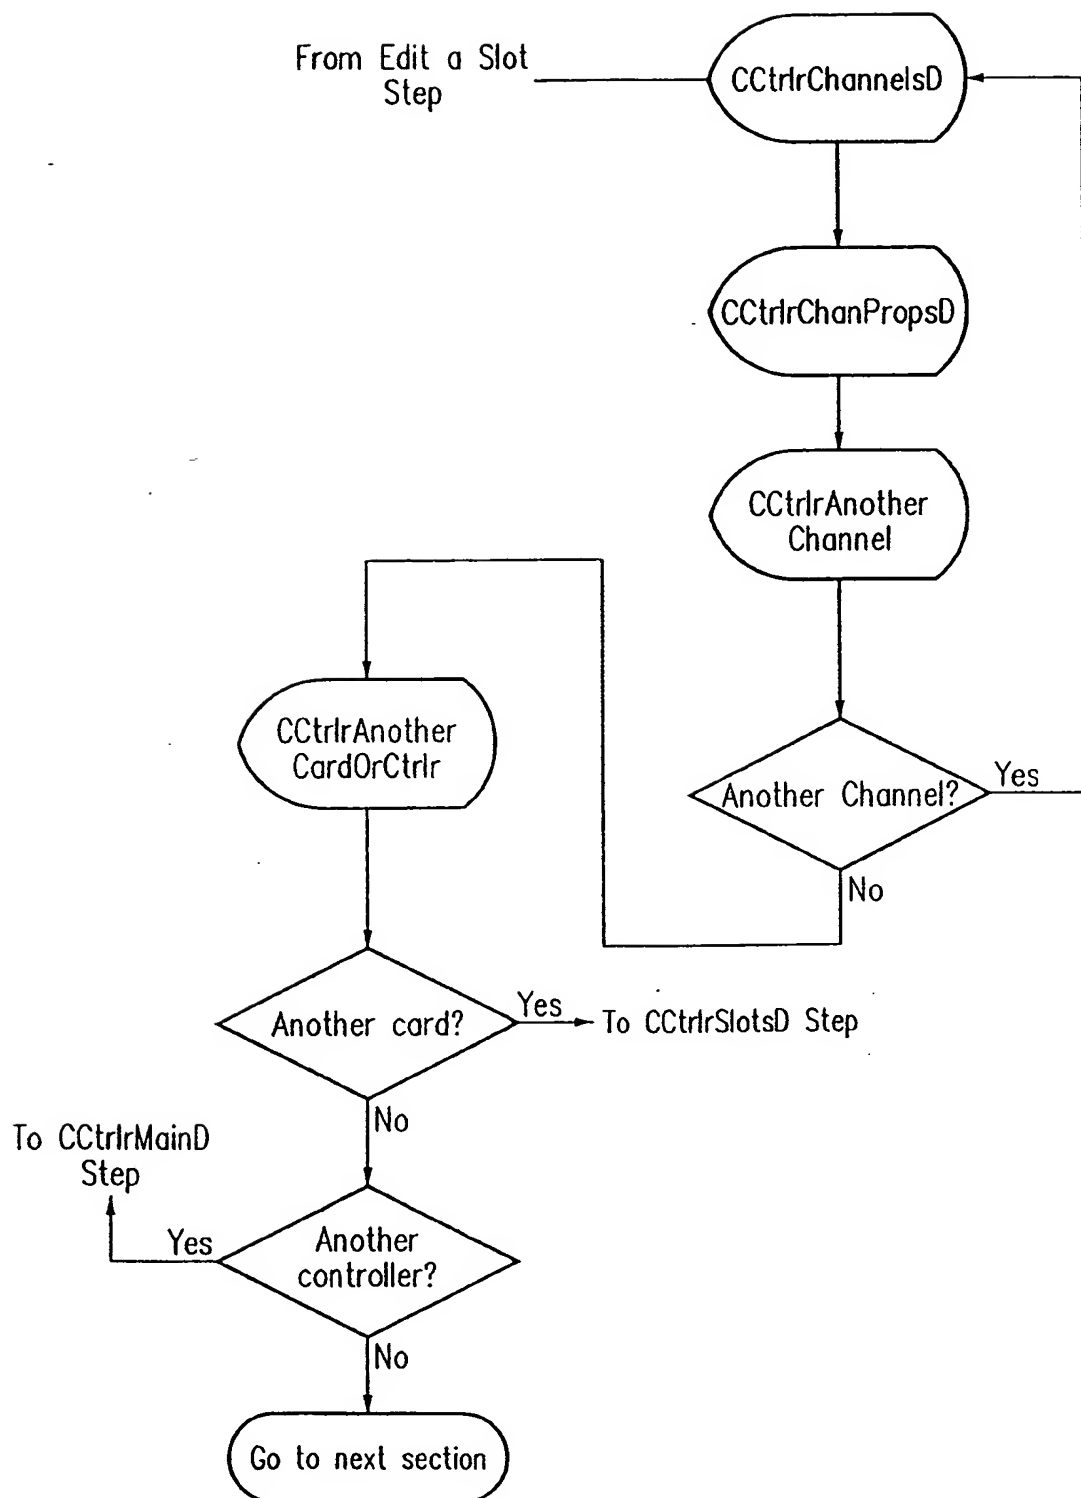 From Edit a Slot
Step
CCtrlrChannelsD
CCtrlrChanPropsD
CCtrlrAnother
Channel
CCtrlrAnother
CardOrCtrlr
Another Channel?
Yes
No
Another card?
Yes
To CCtrlrSlotsD Step
No
To CCtrlrMainD
Step
Yes
Another
controller?
No
Go to next section